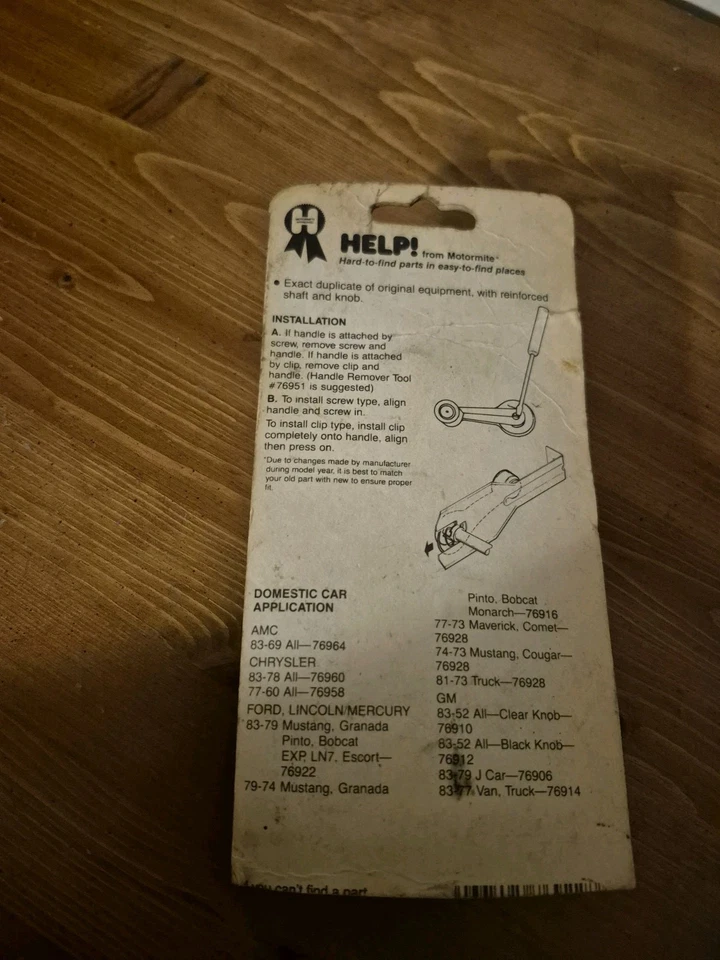 HELP! from Motormite*
Hard-to-find parts in easy-to-find places
• Exact duplicate of original equipment, with reinforced
shaft and knob.
INSTALLATION
A. If handle is attached by
screw, remove screw and
handle. If handle is attached
by clip, remove clip and
handle. (Handle Remover Tool
#76951 is suggested)
B. To install screw type, align
handle and screw in.
To install clip type, install clip
completely onto handle, align
then press on.
*Due to changes made by manufacturer
during model year, it is best to match
your old part with new to ensure proper
fit.
DOMESTIC CAR
APPLICATION
AMC
83-69 All—76964
CHRYSLER
83-78 All—76960
77-60 All—76958
FORD, LINCOLN/MERCURY
83-79 Mustang, Granada
Pinto, Bobcat
EXP, LN7, Escort—
76922
79-74 Mustang, Granada
Pinto, Bobcat
Monarch—76916
77-73 Maverick, Comet—
76928
74-73 Mustang, Cougar—
76928
81-73 Truck—76928
GM
83-52 All—Clear Knob—
76910
83-52 All—Black Knob—
76912
83-79 J Car—76906
83-77 Van, Truck—76914
you can't find a part